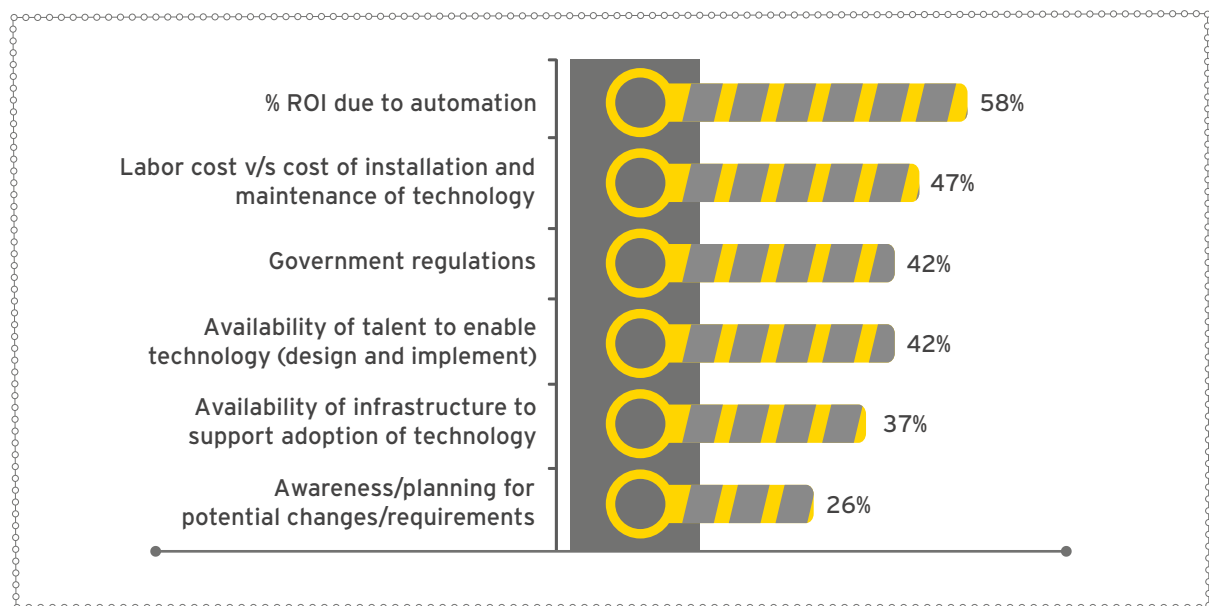 % ROI due to automation
58%
Labor cost v/s cost of installation and
maintenance of technology
47%
Government regulations
42%
Availability of talent to enable
technology (design and implement)
42%
Availability of infrastructure to
support adoption of technology
37%
Awareness/planning for
potential changes/requirements
26%